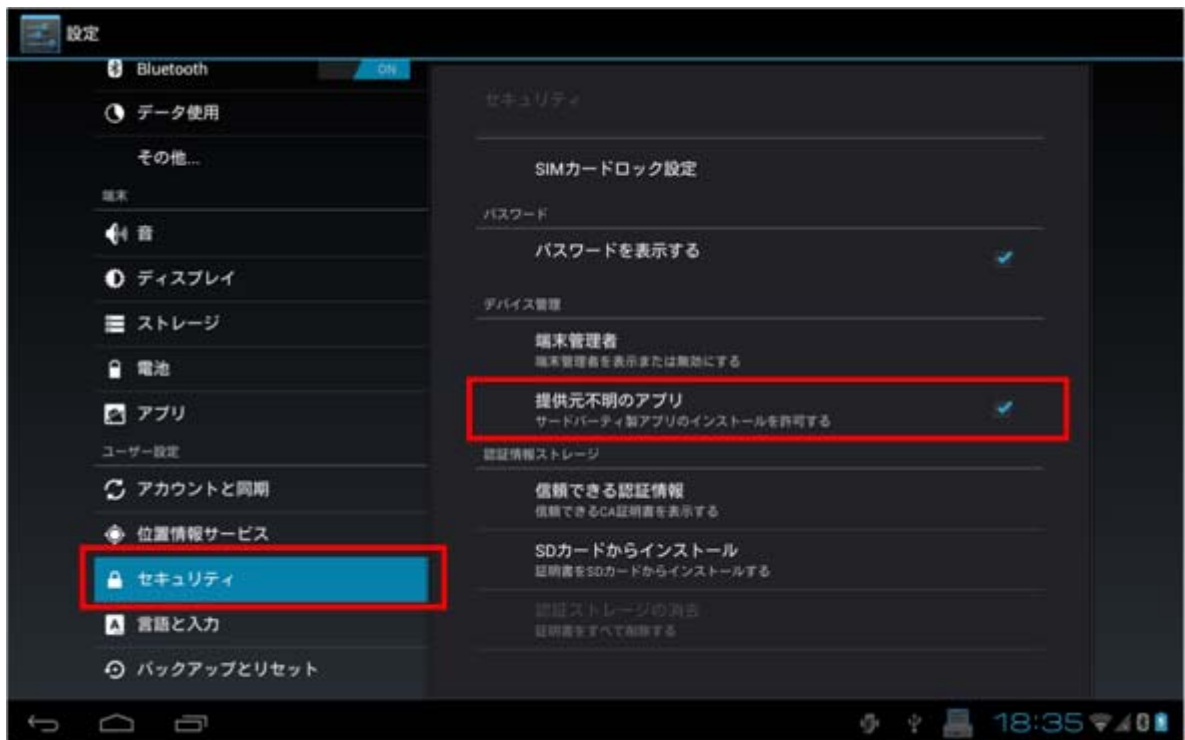 設定
Bluetooth
ON
データ使用
その他...
端末
音
ディスプレイ
ストレージ
電池
アプリ
ユーザー設定
アカウントと同期
位置情報サービス
セキュリティ
言語と入力
バックアップとリセット
セキュリティ
SIMカードロック設定
パスワード
パスワードを表示する
デバイス管理
端末管理者
端末管理者を表示または無効にする
提供元不明のアプリ
サードパーティ製アプリのインストールを許可する
認証情報ストレージ
信頼できる認証情報
信頼できるCA証明書を表示する
SDカードからインストール
証明書をSDカードからインストールする
認証ストレージの消去
証明書をすべて削除する
18:35